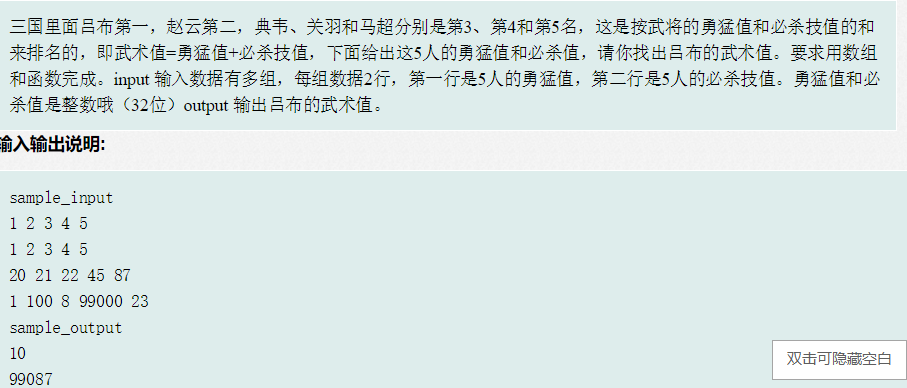 三国里面吕布第一，赵云第二，典韦、关羽和马超分别是第3、第4和第5名，这是按武将的勇猛值和必杀技值的和
来排名的，即武术值=勇猛值+必杀技值，下面给出这5人的勇猛值和必杀值，请你找出吕布的武术值。要求用数组
和函数完成。input 输入数据有多组，每组数据2行，第一行是5人的勇猛值，第二行是5人的必杀技值。勇猛值和必
杀值是整数哦（32位）output 输出吕布的武术值。
输入输出说明:
sample_input
1 2 3 4 5
1 2 3 4 5
20 21 22 45 87
1 100 8 99000 23
sample_output
10
99087
双击可隐藏空白